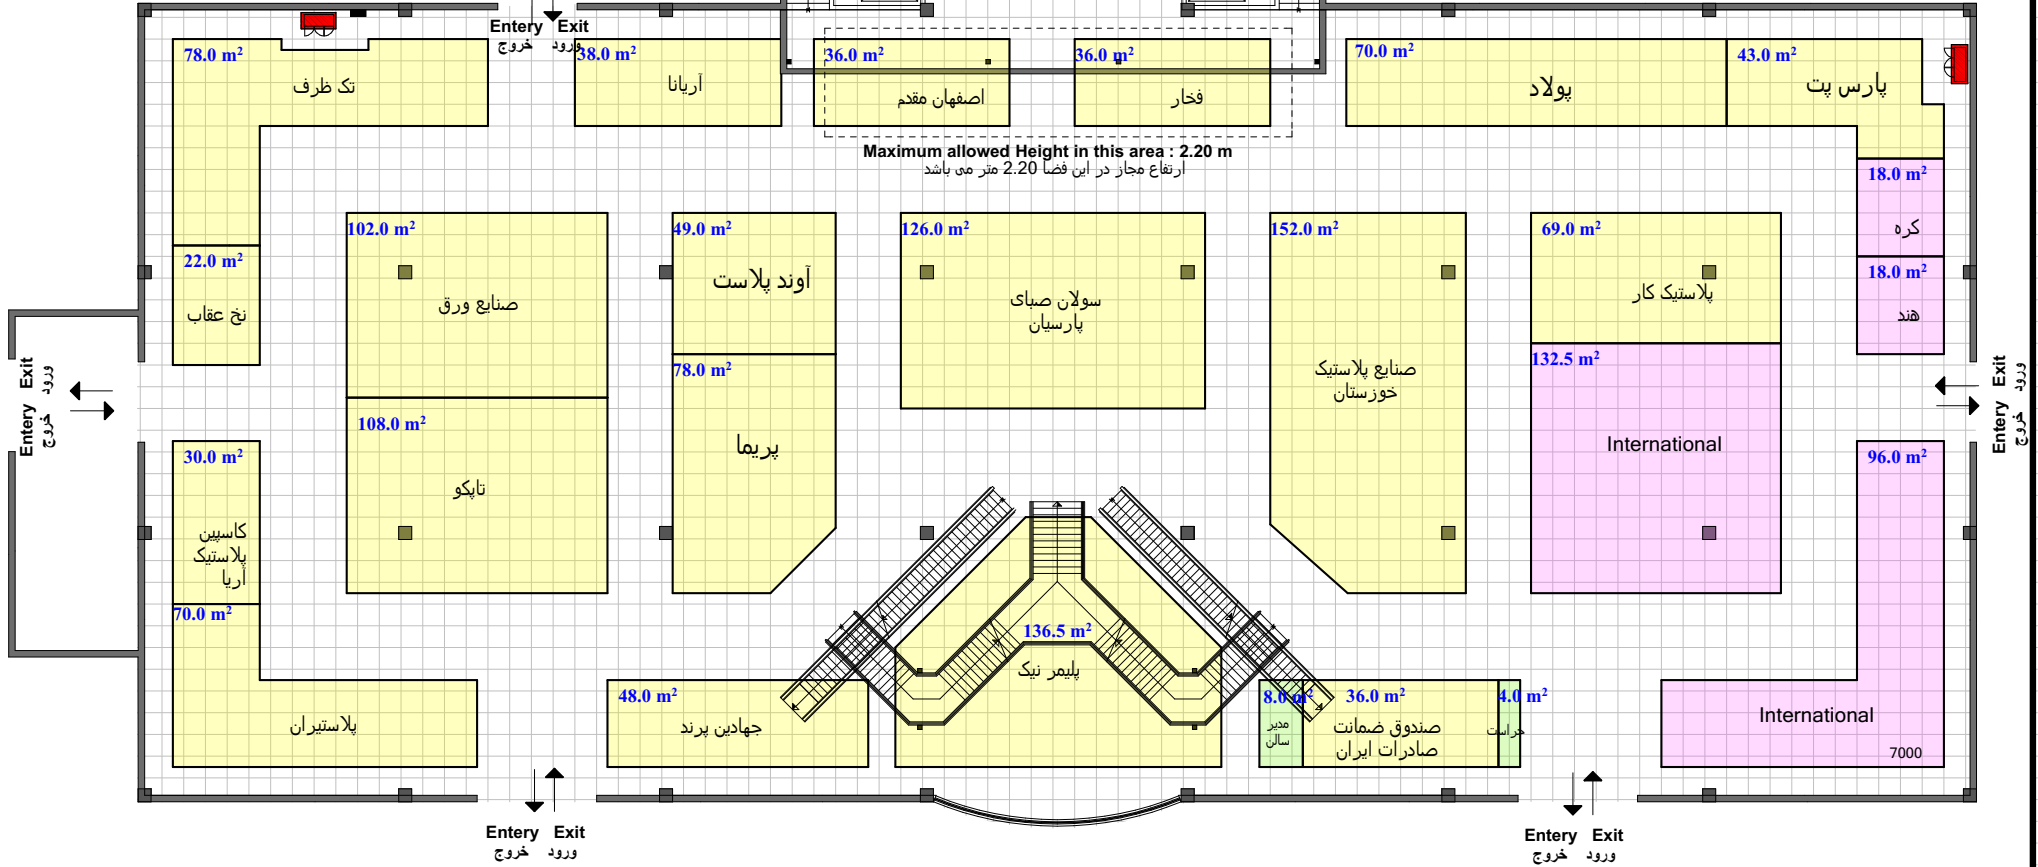 Entery Exit
خروج ورود
78.0 m²
تک ظرف
38.0 m²
آریانا
36.0 m²
اصفهان مقدم
36.0 m²
فخار
70.0 m²
پولاد
43.0 m²
پارس پت
Maximum allowed Height in this area : 2.20 m
ارتفاع مجاز در این فضا 2.20 متر می باشد
18.0 m²
کره
22.0 m²
نخ عقاب
102.0 m²
صنایع ورق
49.0 m²
آوند پلاست
126.0 m²
سولان صبای
پارسیان
152.0 m²
صنایع پلاستیک
خوزستان
69.0 m²
پلاستیک کار
18.0 m²
هند
Entery Exit
خروج ورود
108.0 m²
تاپکو
78.0 m²
پریما
132.5 m²
International
Entery Exit
خروج ورود
30.0 m²
کاسپین
پلاستیک
آریا
96.0 m²
International
7000
70.0 m²
پلاستیران
48.0 m²
جهادین پرند
136.5 m²
پلیمر نیک
8.0 m²
مدیر
سالن
36.0 m²
صندوق ضمانت
صادرات ایران
4.0 m²
حراست
Entery Exit
خروج ورود
Entery Exit
خروج ورود